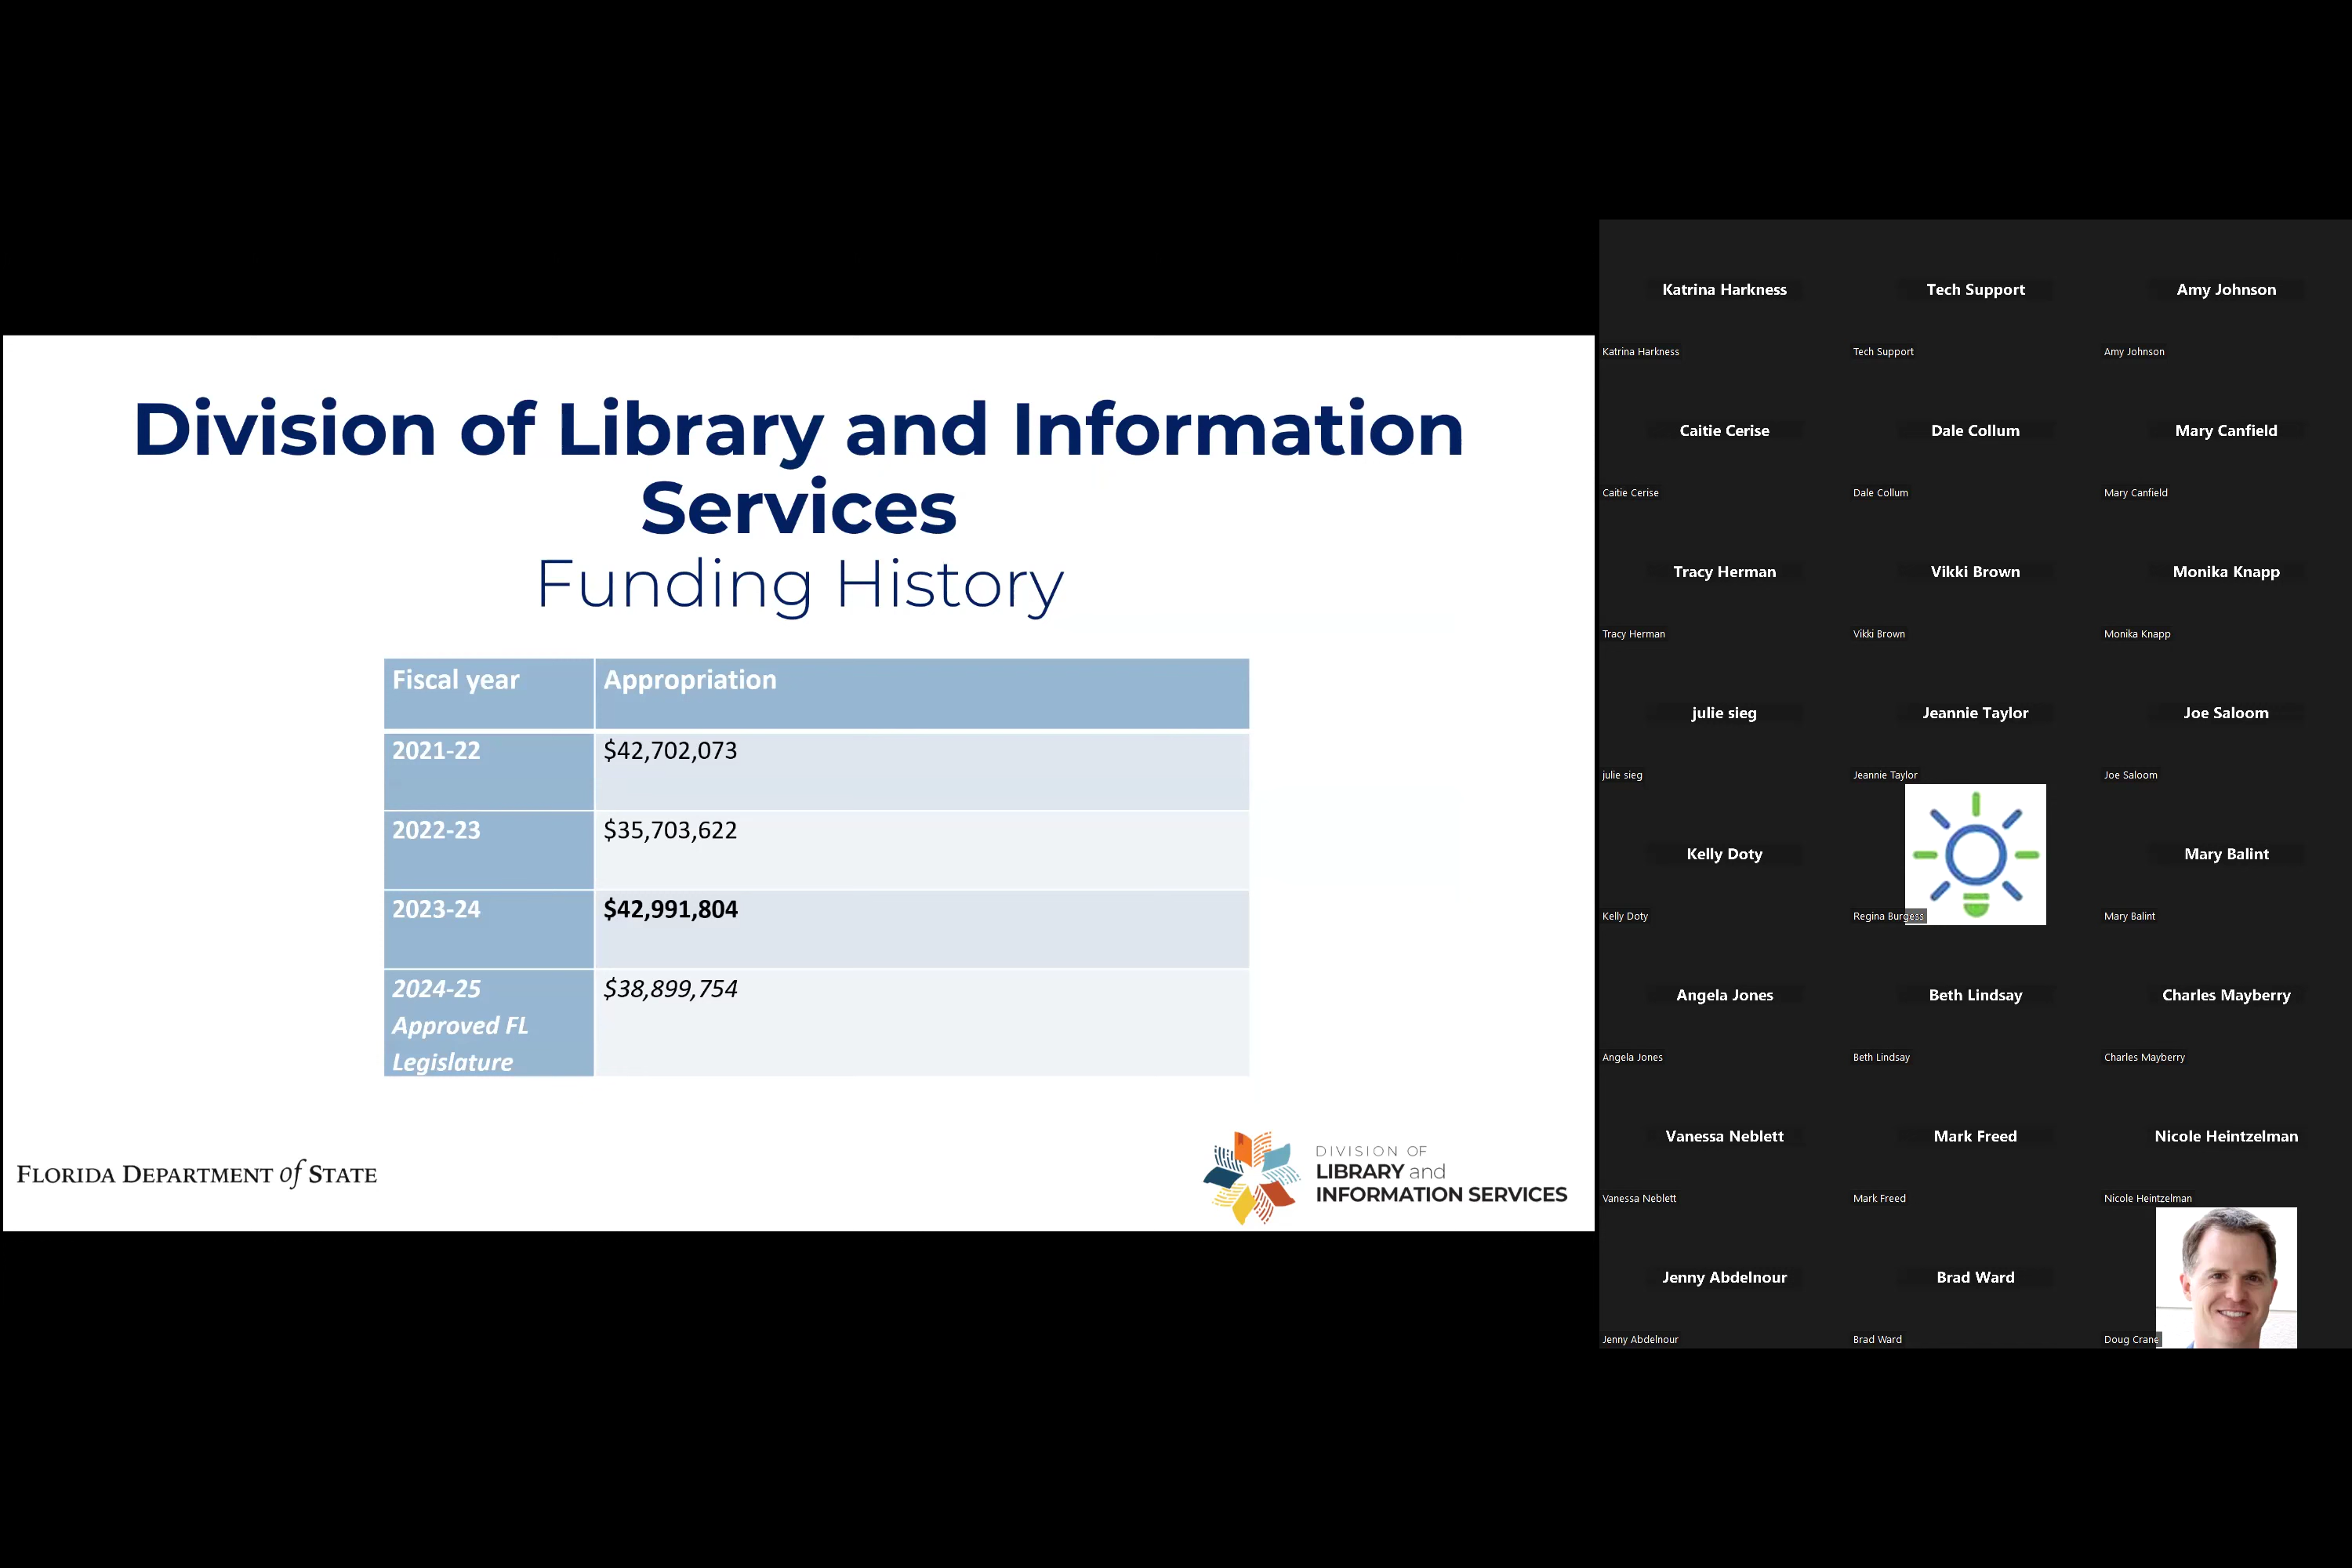 Division of Library and Information
Services
Funding History
Fiscal year Appropriation
2021-22 $42,702,073
2022-23 $35,703,622
2023-24 $42,991,804
2024-25 $38,899,754
Approved FL
Legislature
FLORIDA DEPARTMENT of STATE
DIVISION OF
LIBRARY and
INFORMATION SERVICES
Katrina Harkness Tech Support Amy Johnson
Katrina Harkness Tech Support Amy Johnson
Caitie Cerise Dale Collum Mary Canfield
Caitie Cerise Dale Collum Mary Canfield
Tracy Herman Vikki Brown Monika Knapp
Tracy Herman Vikki Brown Monika Knapp
julie sieg Jeannie Taylor Joe Saloom
julie sieg Jeannie Taylor Joe Saloom
Kelly Doty Mary Balint
Kelly Doty Regina Burgess Mary Balint
Angela Jones Beth Lindsay Charles Mayberry
Angela Jones Beth Lindsay Charles Mayberry
Vanessa Neblett Mark Freed Nicole Heintzelman
Vanessa Neblett Mark Freed Nicole Heintzelman
Jenny Abdelnour Brad Ward
Jenny Abdelnour Brad Ward Doug Crane